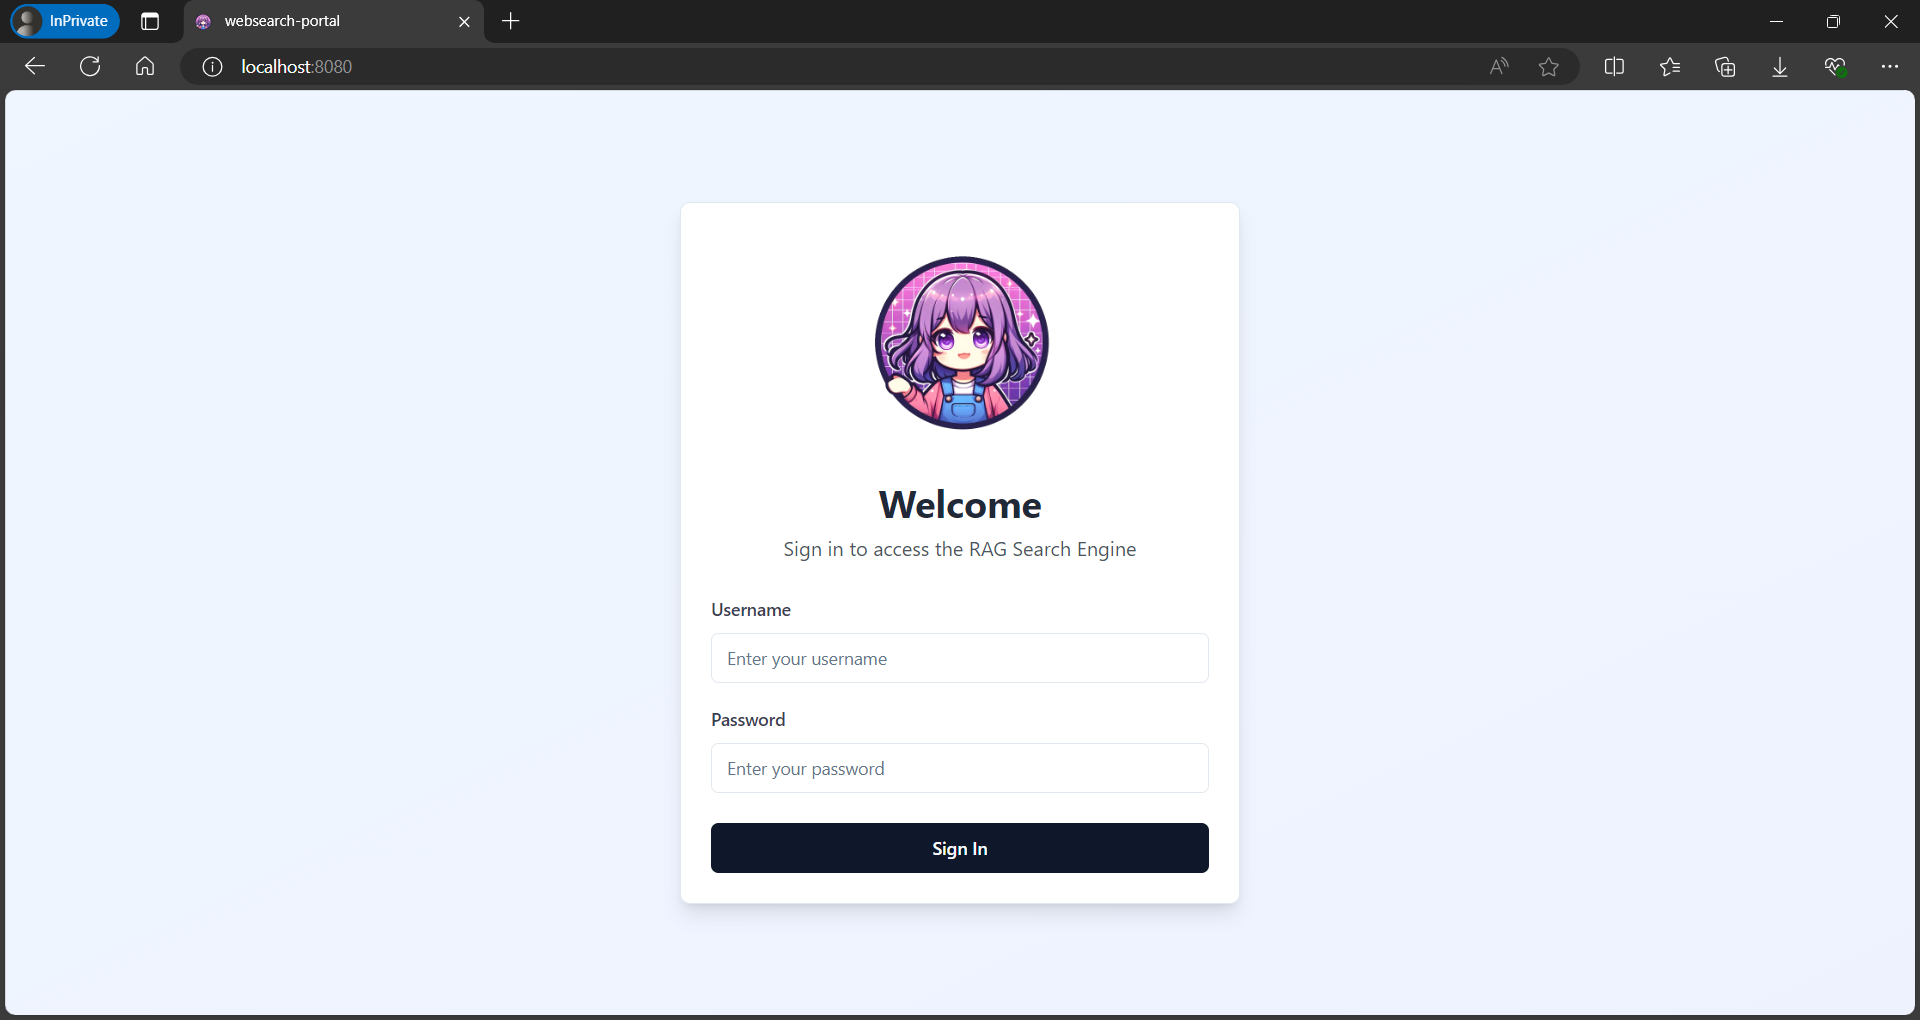 InPrivate
websearch-portal
localhost:8080
Welcome
Sign in to access the RAG Search Engine
Username
Enter your username
Password
Enter your password
Sign In